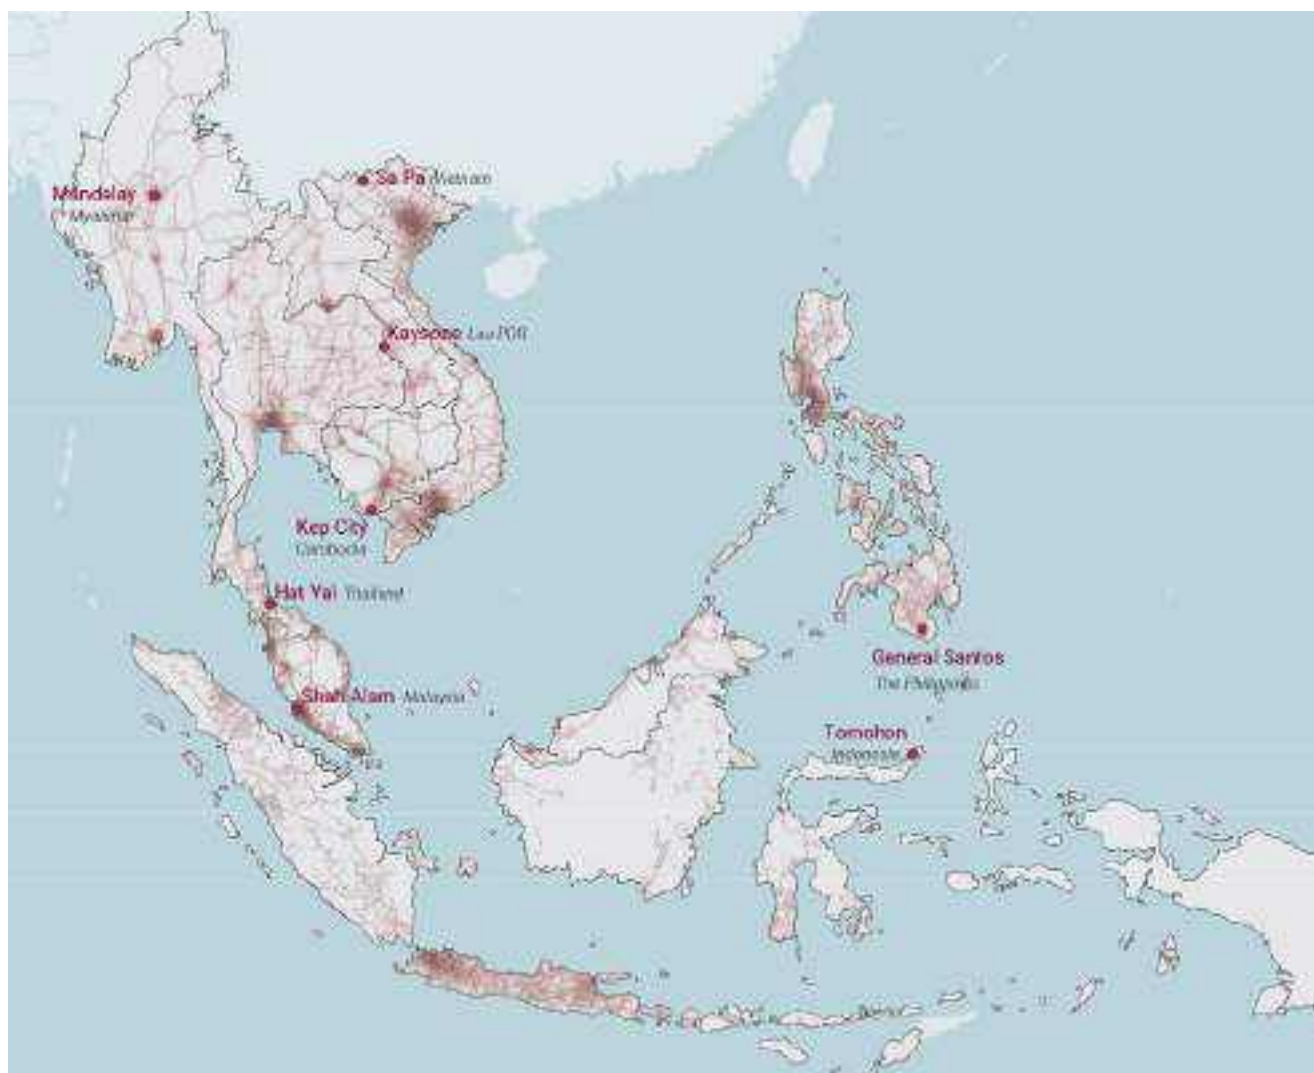 Sa Pa Vietnam
Mandalay
Myanmar
Kaysone Lao PDR
Kep City
Cambodia
Hat Yai Thailand
General Santos
The Philippines
Shah Alam Malaysia
Tomohon
Indonesia